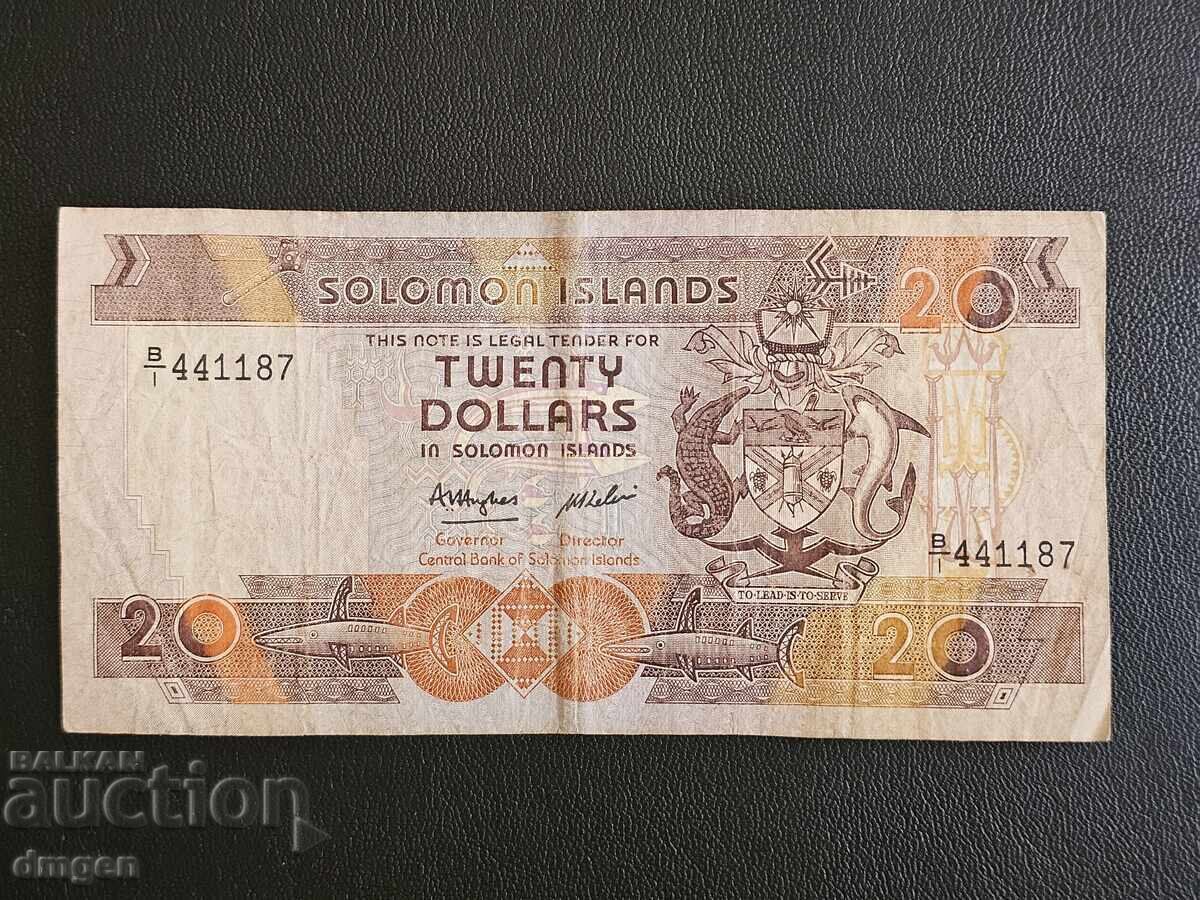 SOLOMON ISLANDS
20
THIS NOTE IS LEGAL TENDER FOR
B/1 441187
TWENTY
DOLLARS
IN SOLOMON ISLANDS
Governor Director
Central Bank of Solomon Islands
B/1 441187
TO·LEAD·IS·TO·SERVE
20
20
BALKAN
auction
dmgen